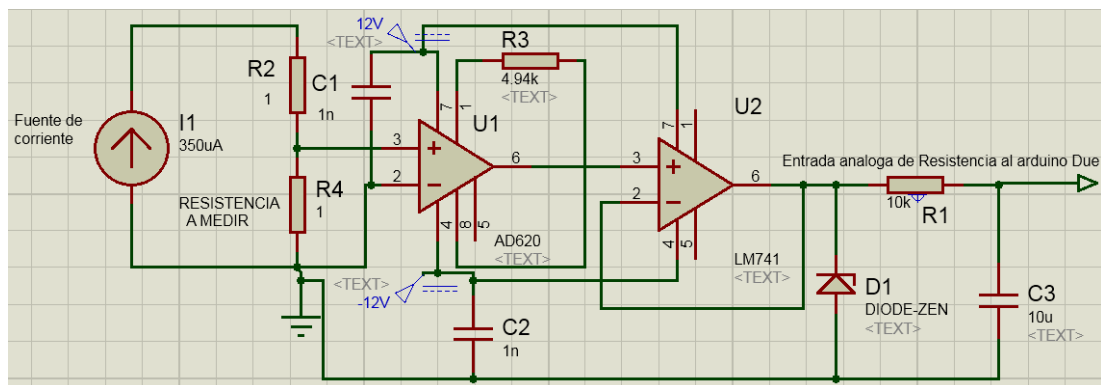 12V
<TEXT>
R3
4.94k
<TEXT>
R2
1
C1
1n
7
1
U1
U2
7
1
Fuente de
corriente
I1
350uA
3
2
6
3
2
6
Entrada analoga de Resistencia al arduino Due
10k
R1
R4
1
RESISTENCIA
A MEDIR
4
8
5
AD620
<TEXT>
4
5
LM741
<TEXT>
<TEXT>
-12V
D1
DIODE-ZEN
<TEXT>
C3
10u
<TEXT>
C2
1n
<TEXT>